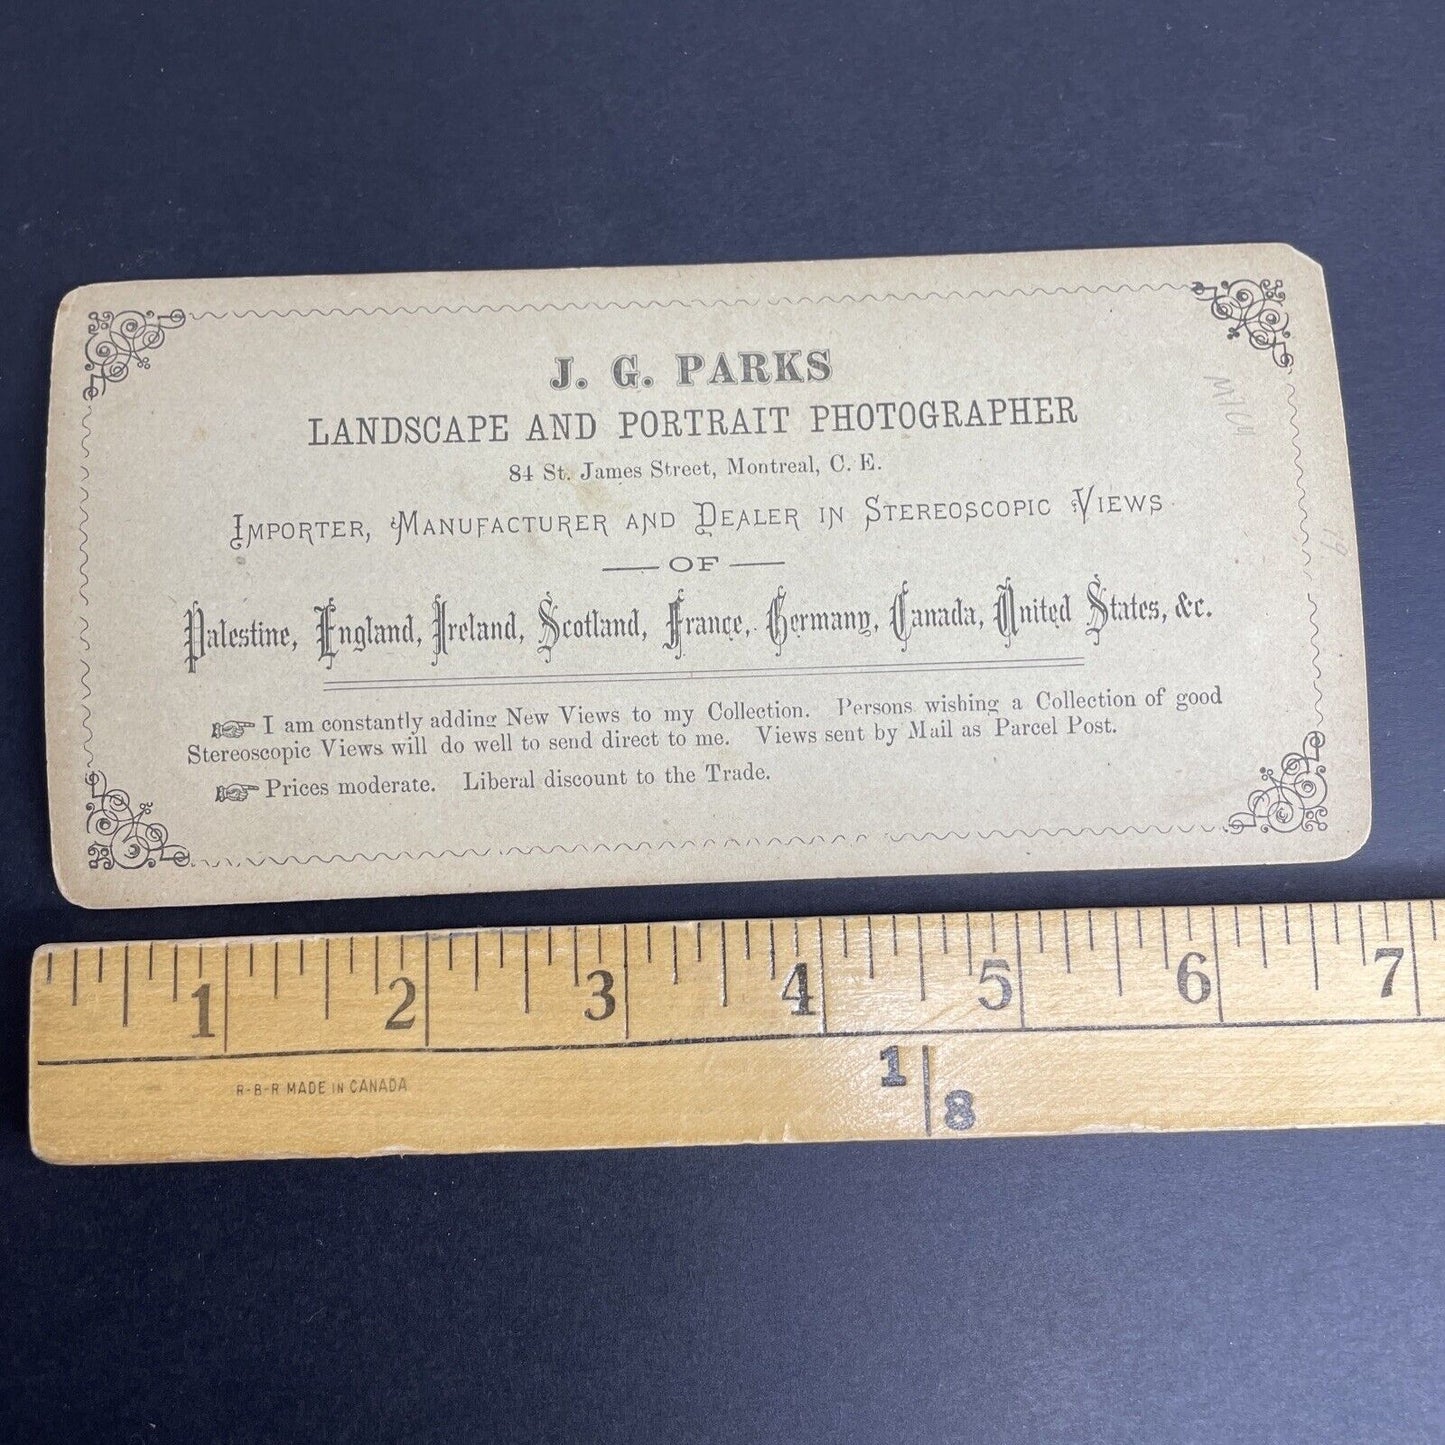 J. G. PARKS
LANDSCAPE AND PORTRAIT PHOTOGRAPHER
84 St. James Street, Montreal, C. E.
IMPORTER, MANUFACTURER AND DEALER IN STEREOSCOPIC VIEWS
OF
Palestine, England, Ireland, Scotland, France, Germany, Canada, United States, &c.
☞ I am constantly adding New Views to my Collection. Persons wishing a Collection of good
Stereoscopic Views will do well to send direct to me. Views sent by Mail as Parcel Post.
☞ Prices moderate. Liberal discount to the Trade.
1 2 3 4 5 6 7
R-B-R MADE IN CANADA
1 8